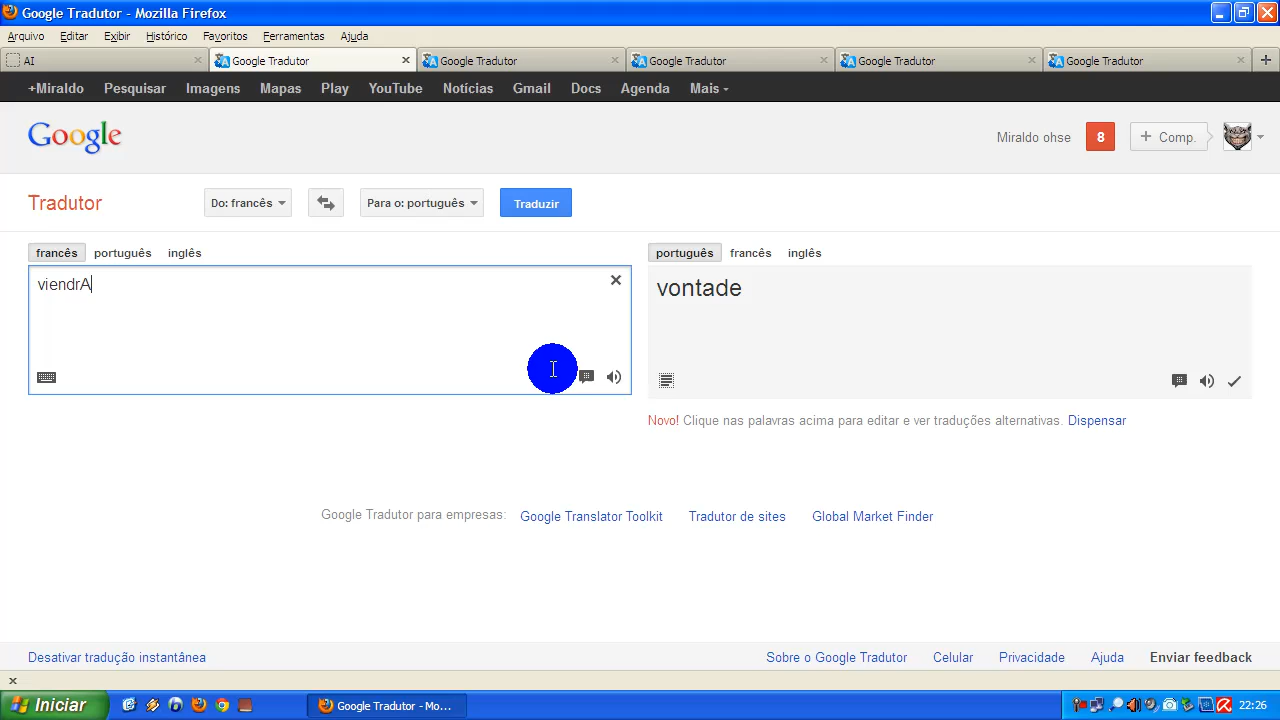 Google Tradutor - Mozilla Firefox
Arquivo Editar Exibir Histórico Favoritos Ferramentas Ajuda
AI Google Tradutor Google Tradutor Google Tradutor Google Tradutor Google Tradutor
+Miraldo Pesquisar Imagens Mapas Play YouTube Notícias Gmail Docs Agenda Mais
Google Miraldo ohse 8 + Comp.
Tradutor Do: francês Para o: português Traduzir
francês português inglês português francês inglês
viendrA vontade
Novo! Clique nas palavras acima para editar e ver traduções alternativas. Dispensar
Google Tradutor para empresas: Google Translator Toolkit Tradutor de sites Global Market Finder
Desativar tradução instantânea Sobre o Google Tradutor Celular Privacidade Ajuda Enviar feedback
Iniciar Google Tradutor - Mo... 22:26